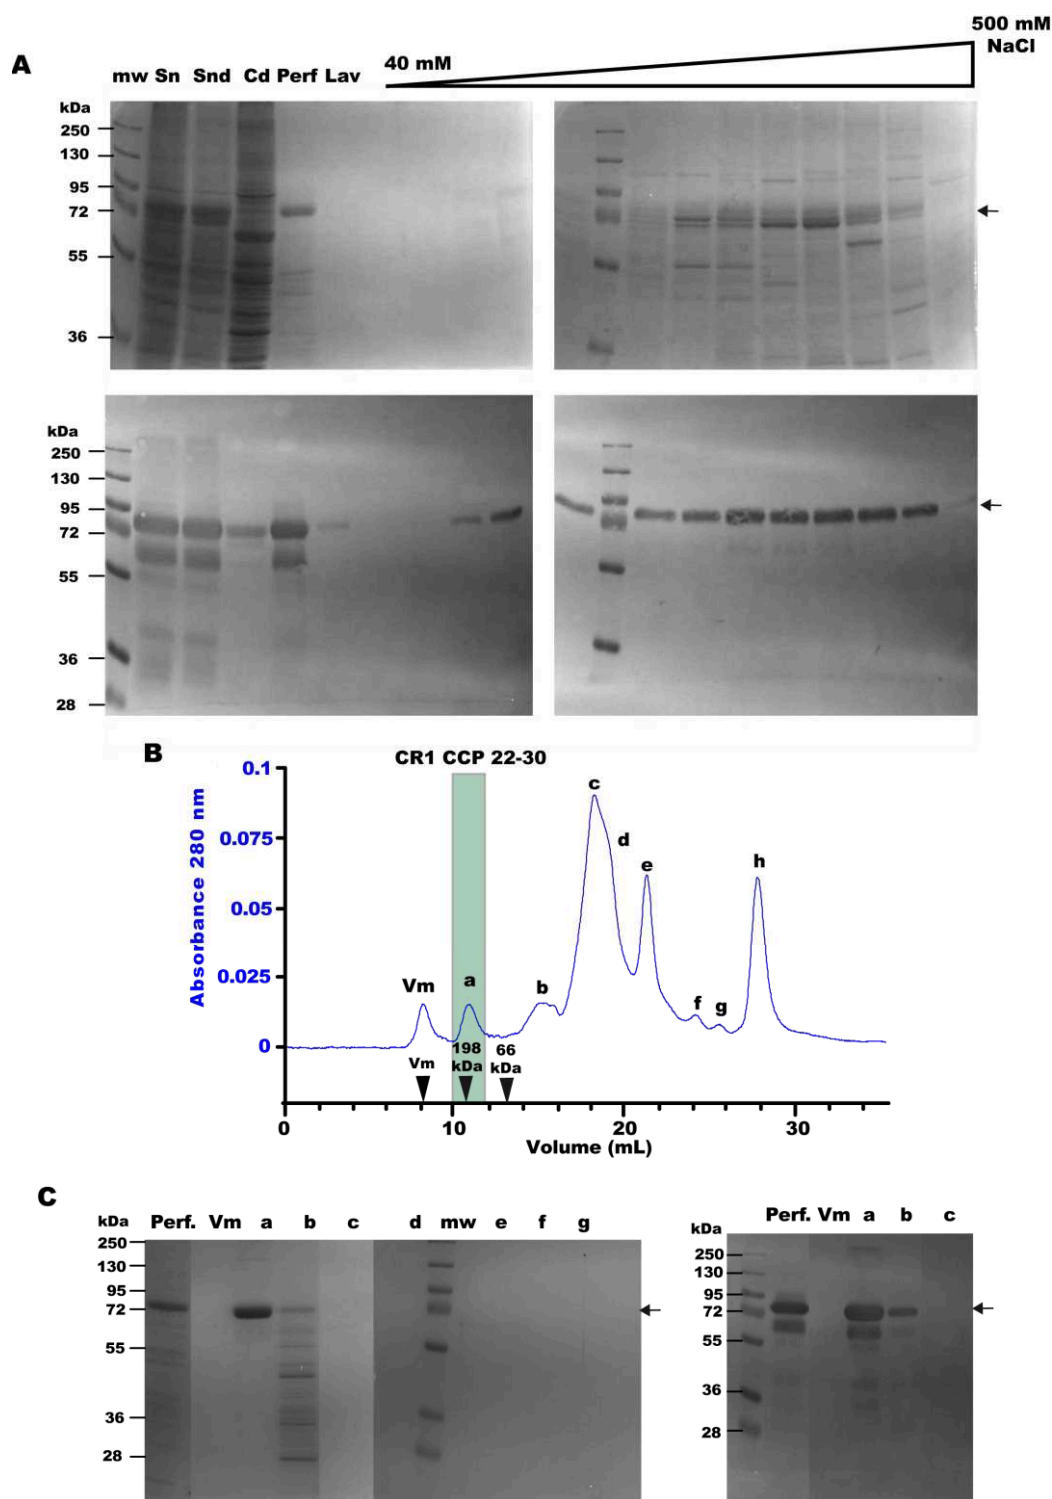 500 mM
NaCl
A
40 mM
mw Sn Snd Cd Perf Lav
kDa
250
130
95
72
55
36
kDa
250
130
95
72
55
36
28
B
CR1 CCP 22-30
Absorbance 280 nm
0.1
0.075
0.05
0.025
0
Vm
a
b
c
d
e
f
g
h
Vm
198
kDa
66
kDa
0
10
20
30
Volume (mL)
C
kDa Perf. Vm a b c d mw e f g
250
130
95
72
55
36
28
Perf. Vm a b c
kDa
250
130
95
72
55
36
28